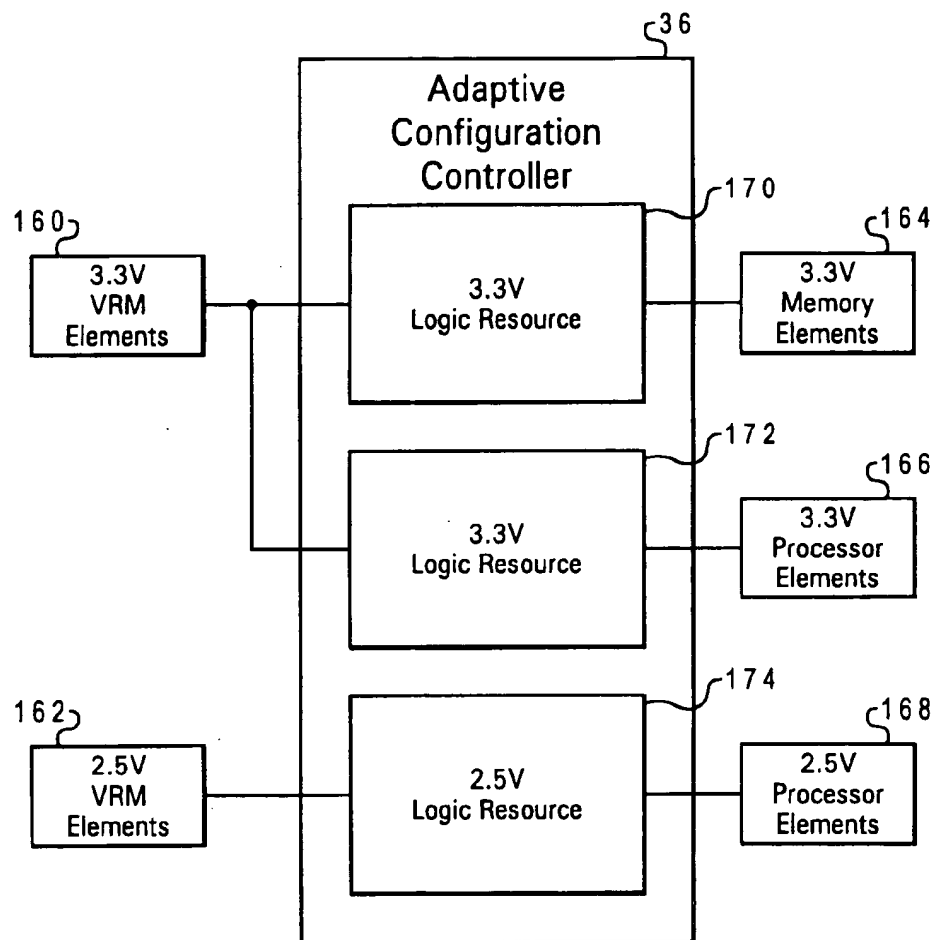 36
Adaptive
Configuration
Controller
170
160
164
3.3V
VRM
Elements
3.3V
Logic Resource
3.3V
Memory
Elements
172
166
3.3V
Logic Resource
3.3V
Processor
Elements
174
162
168
2.5V
VRM
Elements
2.5V
Logic Resource
2.5V
Processor
Elements